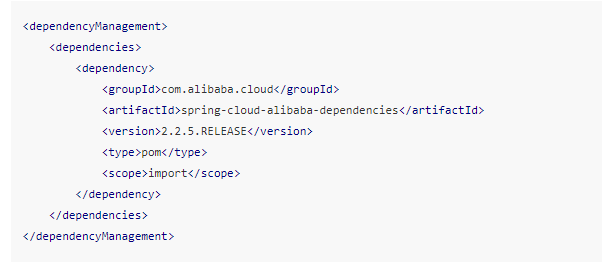 <dependencyManagement>
    <dependencies>
        <dependency>
            <groupId>com.alibaba.cloud</groupId>
            <artifactId>spring-cloud-alibaba-dependencies</artifactId>
            <version>2.2.5.RELEASE</version>
            <type>pom</type>
            <scope>import</scope>
        </dependency>
    </dependencies>
</dependencyManagement>